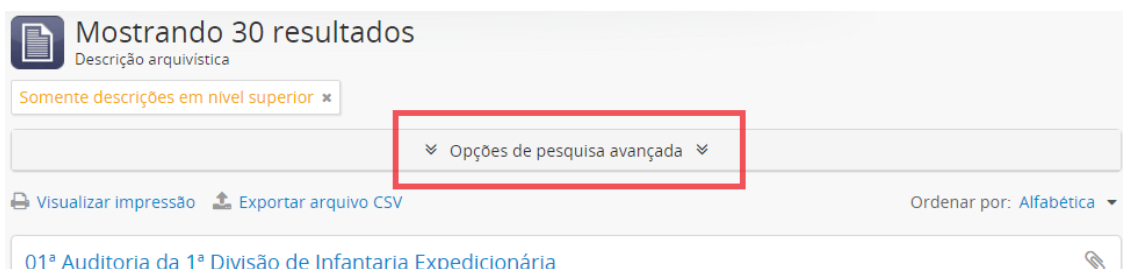 Mostrando 30 resultados
Descrição arquivística
Somente descrições em nível superior ×
Opções de pesquisa avançada
Visualizar impressão Exportar arquivo CSV Ordenar por: Alfabética
01ª Auditoria da 1ª Divisão de Infantaria Expedicionária